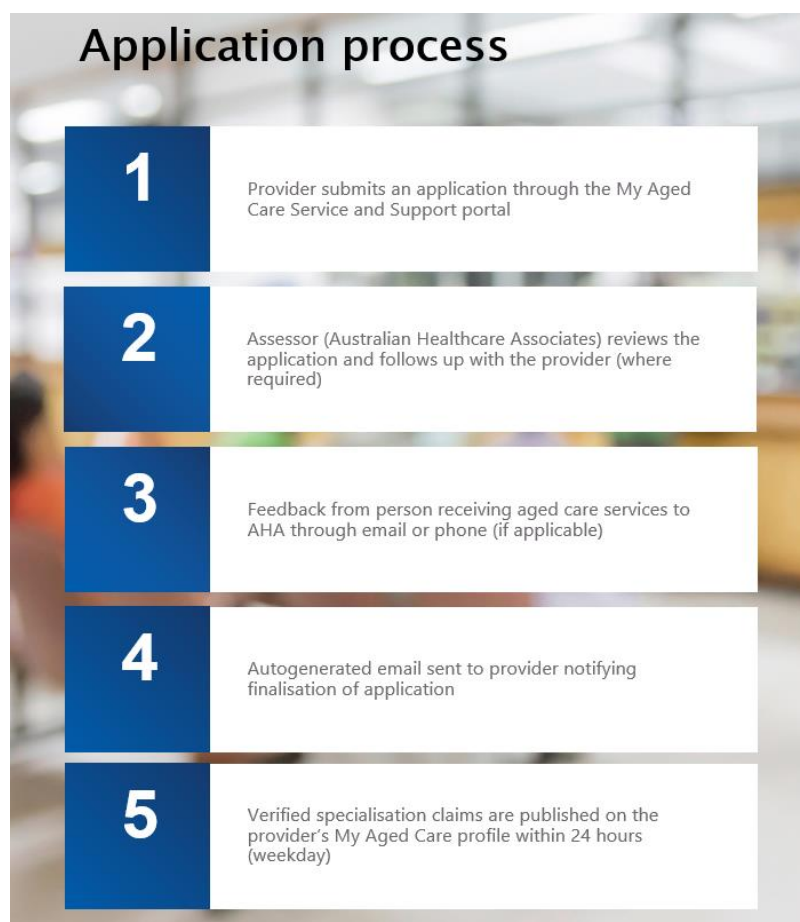 Application process
1
Provider submits an application through the My Aged
Care Service and Support portal
2
Assessor (Australian Healthcare Associates) reviews the
application and follows up with the provider (where
required)
3
Feedback from person receiving aged care services to
AHA through email or phone (if applicable)
4
Autogenerated email sent to provider notifying
finalisation of application
5
Verified specialisation claims are published on the
provider's My Aged Care profile within 24 hours
(weekday)